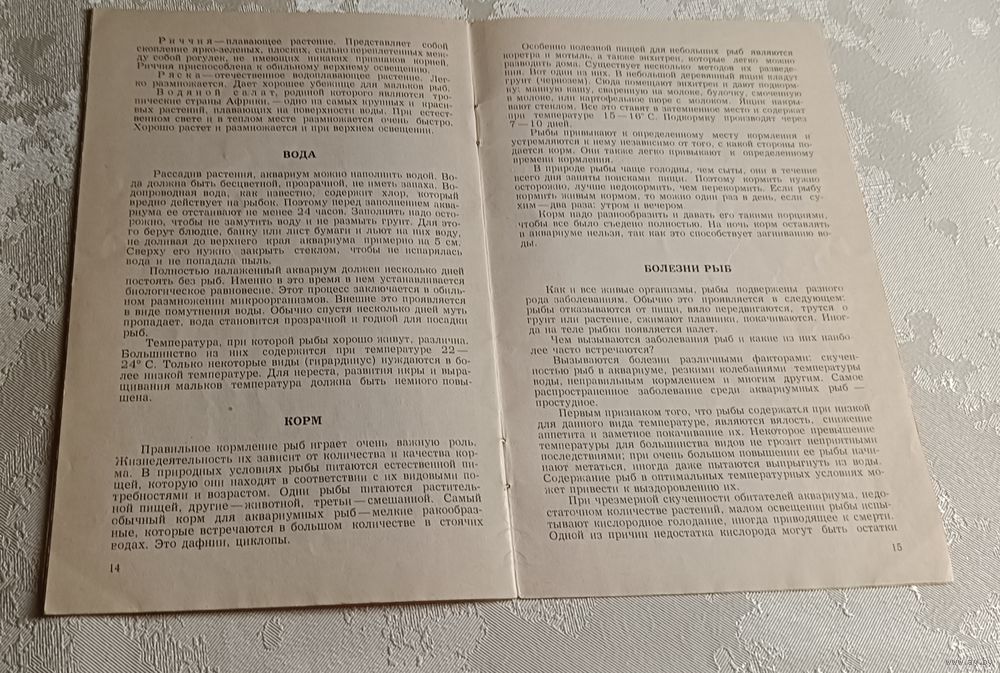 Риччия—плавающее растение. Представляет собой
скопление ярко-зеленых, плоских, сильно переплетенных меж-
ду собой рогулек, не имеющих никаких признаков корней.
Риччия приспособлена к обильному верхнему освещению.
Ряска—отечественное водоплавающее растение. Лег-
ко размножается. Дает хорошее убежище для мальков рыб.
Водяной салат, родиной которого являются тро-
пические страны Африки,—одно из самых крупных и краси-
вых растений, плавающих на поверхности воды. При естест-
венном свете и в теплом месте размножается очень быстро.
Хорошо растет и размножается и при верхнем освещении.
ВОДА
Рассадив растения, аквариум можно наполнить водой. Во-
да должна быть бесцветной, прозрачной, не иметь запаха. Во-
допроводная вода, как известно, содержит хлор, который
вредно действует на рыбок. Поэтому перед заполнением аква-
риума ее отстаивают не менее 24 часов. Заполнять надо осто-
рожно, чтобы не замутить воду и не размыть грунт. Для это-
го берут блюдце, банку или лист бумаги и льют на них воду,
не доливая до верхнего края аквариума примерно на 5 см.
Сверху его нужно закрыть стеклом, чтобы не испарялась
вода и не попадала пыль.
Полностью налаженный аквариум должен несколько дней
постоять без рыб. Именно в это время в нем устанавливается
биологическое равновесие. Этот процесс заключается в обиль-
ном размножении микроорганизмов. Внешне это проявляется
в виде помутнения воды. Обычно спустя несколько дней муть
пропадает, вода становится прозрачной и годной для посадки
рыб.
Температура, при которой рыбы хорошо живут, различна.
Большинство из них содержится при температуре 22—
24°С. Только некоторые виды (гирардинус) нуждаются в бо-
лее низкой температуре. Для нереста, развития икры и выра-
щивания мальков температура должна быть немного повы-
шена.
КОРМ
Правильное кормление рыб играет очень важную роль.
Жизнедеятельность их зависит от количества и качества кор-
ма. В природных условиях рыбы питаются естественной пи-
щей, которую они находят в соответствии с их видовыми по-
требностями и возрастом. Одни рыбы питаются раститель-
ной пищей, другие—животной, третьи—смешанной. Самый
обычный корм для аквариумных рыб—мелкие ракообраз-
ные, которые встречаются в большом количестве в стоячих
водах. Это дафнии, циклопы.
14
Особенно полезной пищей для небольших рыб являются
коретра и мотыль, а также энхитреи, которые легко можно
разводить дома. Существует несколько методов их разведе-
ния. Вот один из них. В небольшой деревянный ящик кладут
грунт (чернозем). Сюда помещают энхитреи и дают подкорм-
ку: манную кашу, сваренную на молоке, булочку, смоченную
в молоке, или картофельное пюре с молоком. Ящик накры-
вают стеклом. Все это ставят в затемненное место и содержат
при температуре 15—16°С. Подкормку производят через
7—10 дней.
Рыбы привыкают к определенному месту кормления и
устремляются к нему независимо от того, с какой стороны по-
дается корм. Они также легко привыкают к определенному
времени кормления.
В природе рыбы чаще голодны, чем сыты, они в течение
всего дня заняты поисками пищи. Поэтому кормить нужно
осторожно, лучше недокормить, чем перекормить. Если рыбу
кормить живым кормом, то можно один раз в день, если су-
хим—два раза: утром и вечером
Корм надо разнообразить и давать его такими порциями,
чтобы все было съедено полностью. На ночь корм оставлять
в аквариуме нельзя, так как это способствует загниванию во-
ды.
БОЛЕЗНИ РЫБ
Как и все живые организмы, рыбы подвержены разного
рода заболеваниям. Обычно это проявляется в следующем:
рыбы отказываются от пищи, вяло передвигаются, трутся о
грунт или растение, сжимают плавники, покачиваются. Иног-
да на теле рыбки появляется налет.
Чем вызываются заболевания рыб и какие из них наибо-
лее часто встречаются?
Вызываются болезни различными факторами: скучен-
ностью рыб в аквариуме, резкими колебаниями температуры
воды, неправильным кормлением и многим другим. Самое
распространенное заболевание среди аквариумных рыб —
простудное.
Первым признаком того, что рыбы содержатся при низкой
для данного вида температуре, являются вялость, снижение
аппетита и заметное покачивание их. Некоторое превышение
температуры для большинства видов не грозит неприятными
последствиями; при очень большом повышении ее рыбы начи-
нают метаться, иногда даже пытаются выпрыгнуть из воды.
Содержание рыб в оптимальных температурных условиях мо-
жет привести к выздоровлению их.
При чрезмерной скученности обитателей аквариума, недо-
статочном количестве растений, малом освещении рыбы испы-
тывают кислородное голодание, иногда приводящее к смерти.
Одной из причин недостатка кислорода могут быть остатки
15
www.ay.by